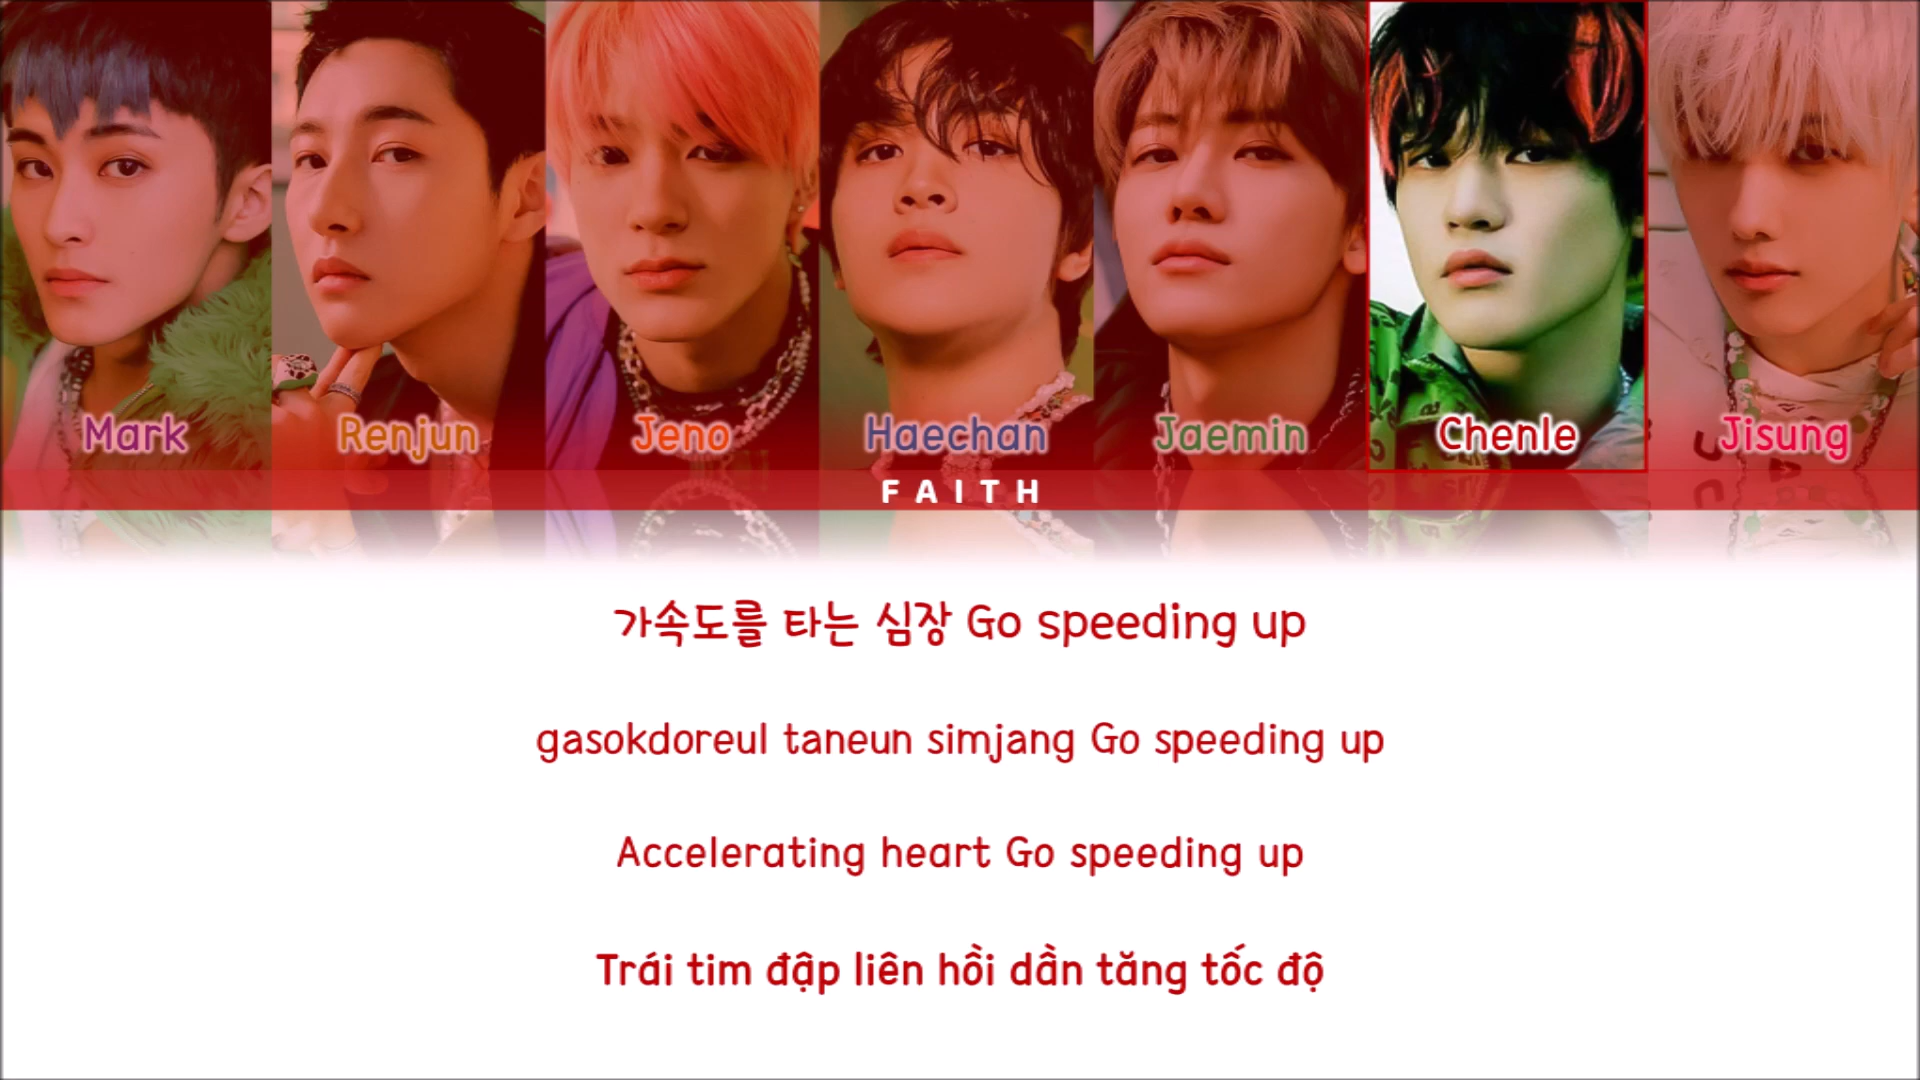 Mark Renjun Jeno Haechan Jaemin Chenle Jisung
FAITH
가속도를 타는 심장 Go speeding up
gasokdoreul taneun simjang Go speeding up
Accelerating heart Go speeding up
Trái tim đập liên hồi dần tăng tốc độ